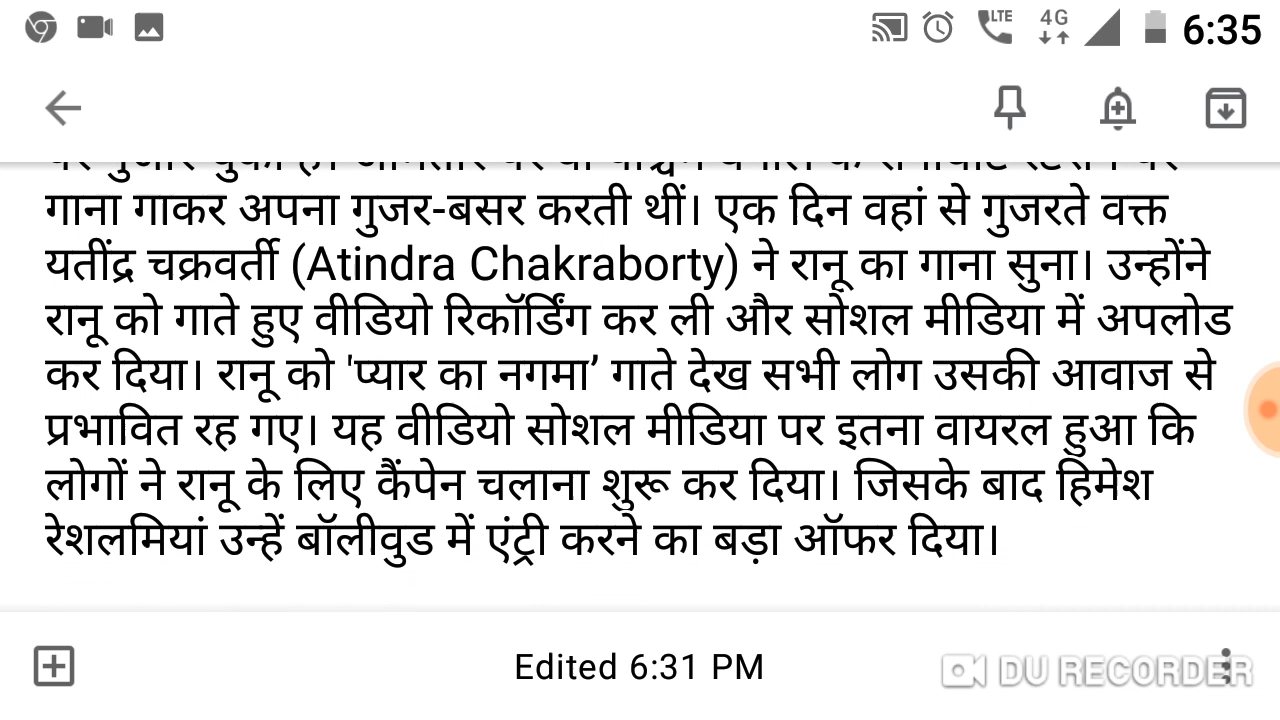 LTE 4G 6:35
गाना गाकर अपना गुजर-बसर करती थीं। एक दिन वहां से गुजरते वक्त
यतींद्र चक्रवर्ती (Atindra Chakraborty) ने रानू का गाना सुना। उन्होंने
रानू को गाते हुए वीडियो रिकॉर्डिंग कर ली और सोशल मीडिया में अपलोड
कर दिया। रानू को 'प्यार का नगमा’ गाते देख सभी लोग उसकी आवाज से
प्रभावित रह गए। यह वीडियो सोशल मीडिया पर इतना वायरल हुआ कि
लोगों ने रानू के लिए कैंपेन चलाना शुरू कर दिया। जिसके बाद हिमेश
रेशलमियां उन्हें बॉलीवुड में एंट्री करने का बड़ा ऑफर दिया।
Edited 6:31 PM
DU RECORDER